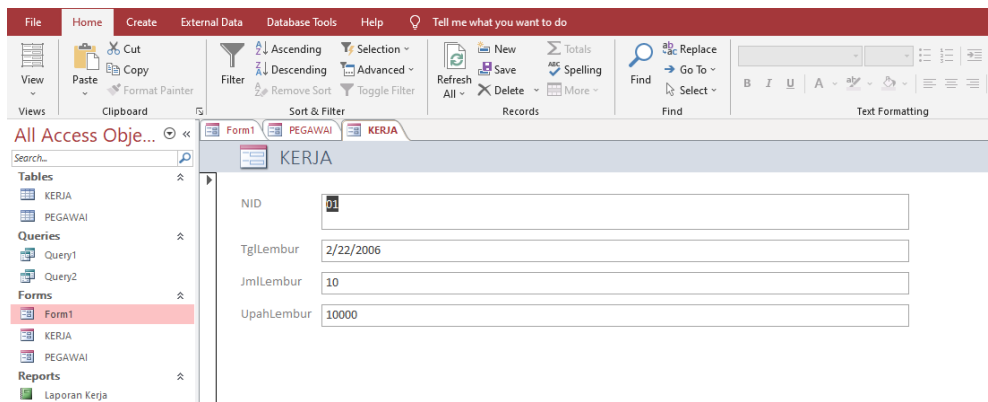 File Home Create External Data Database Tools Help Tell me what you want to do
View
Views
Paste
Cut
Copy
Format Painter
Clipboard
Filter
Ascending
Descending
Remove Sort
Selection
Advanced
Toggle Filter
Sort & Filter
Refresh
All
New
Save
Delete
Totals
Spelling
More
Records
Find
Replace
Go To
Select
Find
B I U A
Text Formatting
All Access Obje...
Search...
Tables
KERJA
PEGAWAI
Queries
Query1
Query2
Forms
Form1
KERJA
PEGAWAI
Reports
Laporan Kerja
Form1 PEGAWAI KERJA
KERJA
NID 01
TglLembur 2/22/2006
JmlLembur 10
UpahLembur 10000